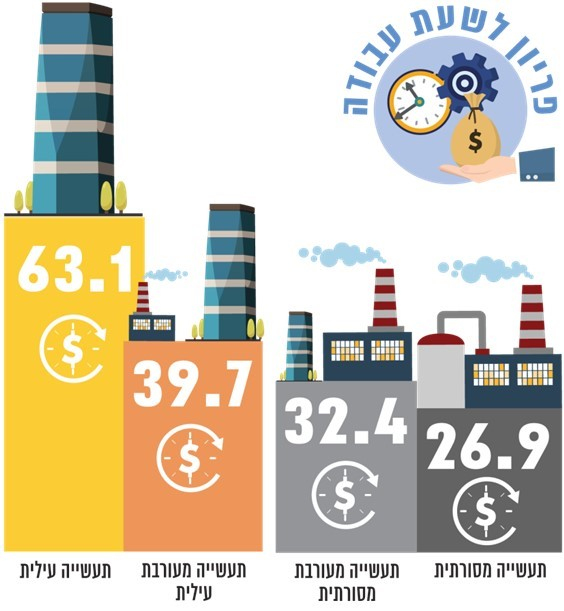 פריון לשעת עבודה
$
63.1
$
39.7
$
32.4
$
26.9
$
תעשייה עילית
תעשייה מעורבת
עילית
תעשייה מעורבת
מסורתית
תעשייה מסורתית